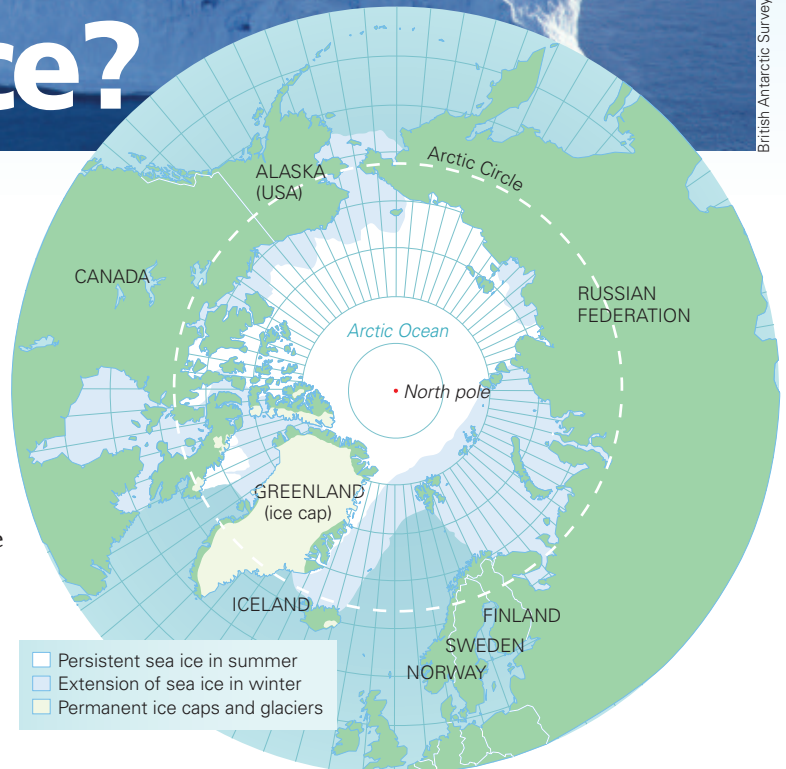 ce?
British Antarctic Survey
Arctic Circle
ALASKA
(USA)
CANADA
RUSSIAN
FEDERATION
Arctic Ocean
North pole
GREENLAND
(ice cap)
e
ICELAND
FINLAND
SWEDEN
NORWAY
Persistent sea ice in summer
Extension of sea ice in winter
Permanent ice caps and glaciers